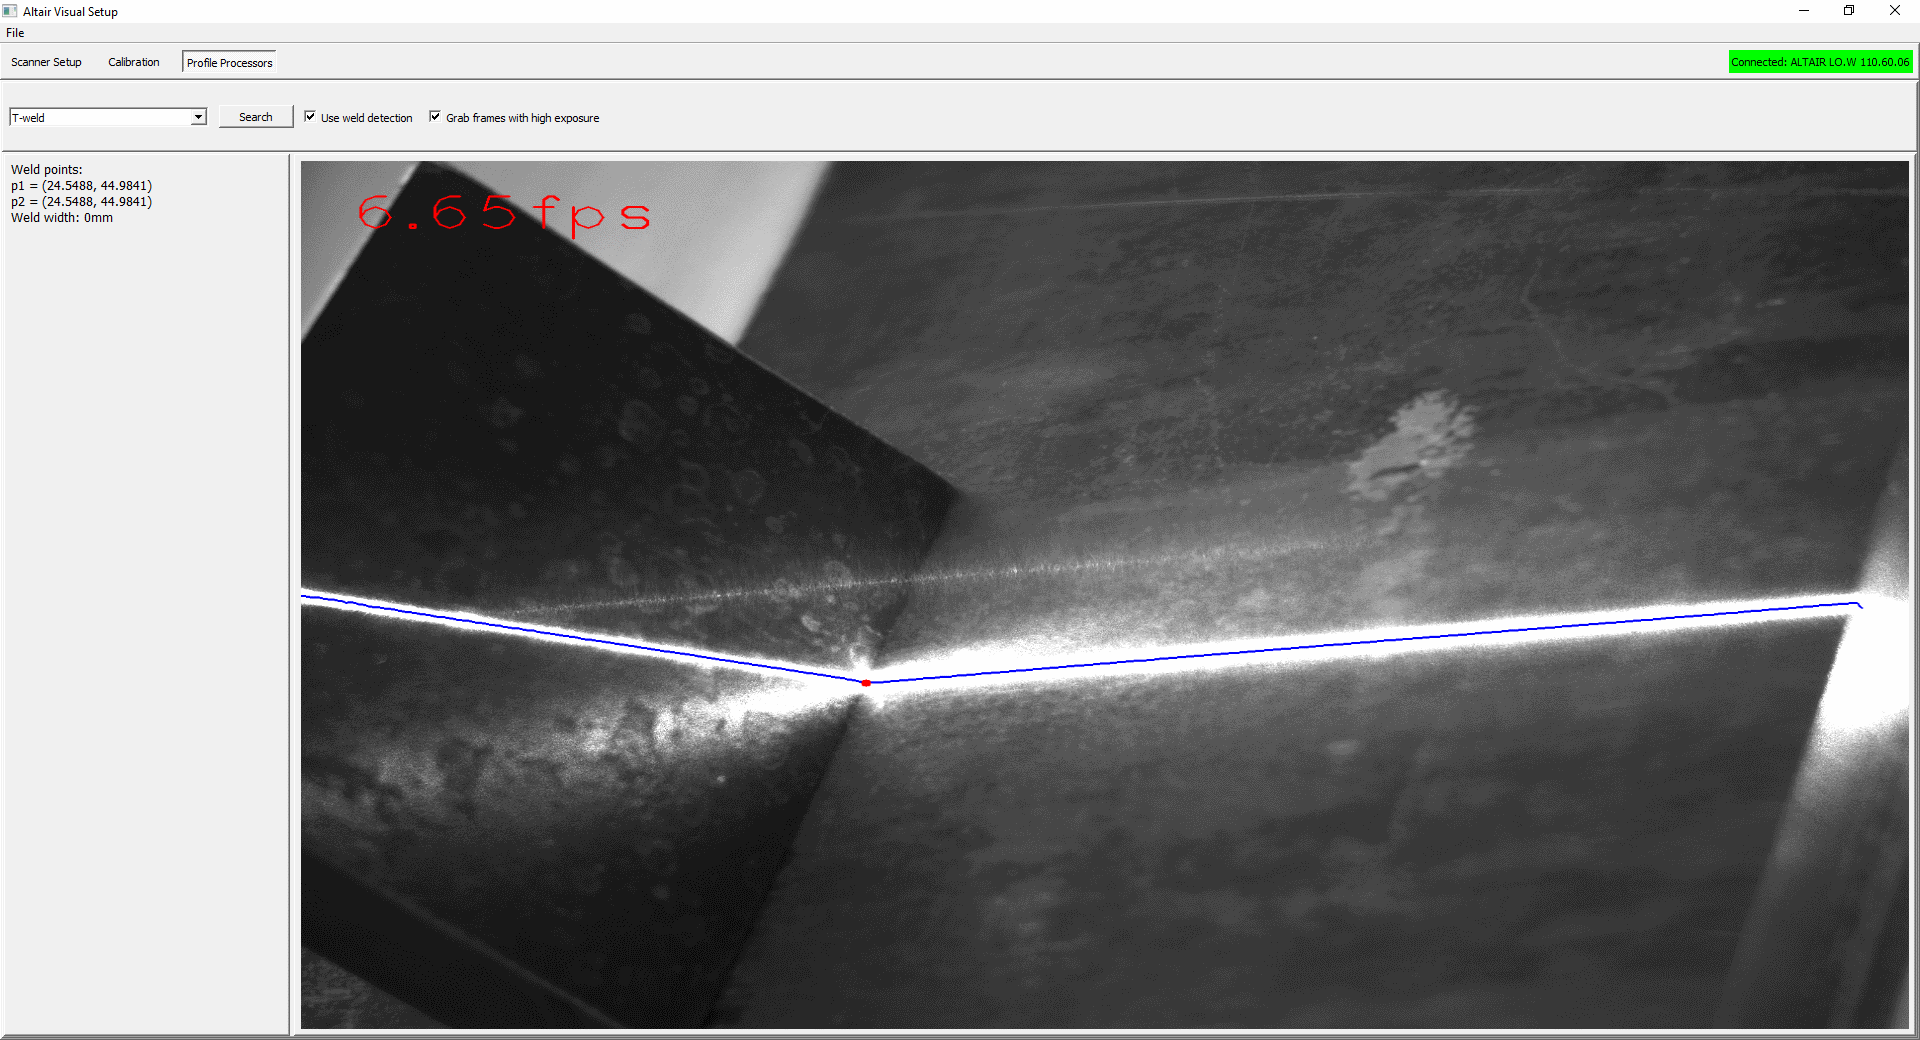 Altair Visual Setup
File
Scanner Setup Calibration Profile Processors Connected: ALTAIR LO.W 110.60.06
T-weld Search Use weld detection Grab frames with high exposure
Weld points:
p1 = (24.5488, 44.9841)
p2 = (24.5488, 44.9841)
Weld width: 0mm
6.65fps